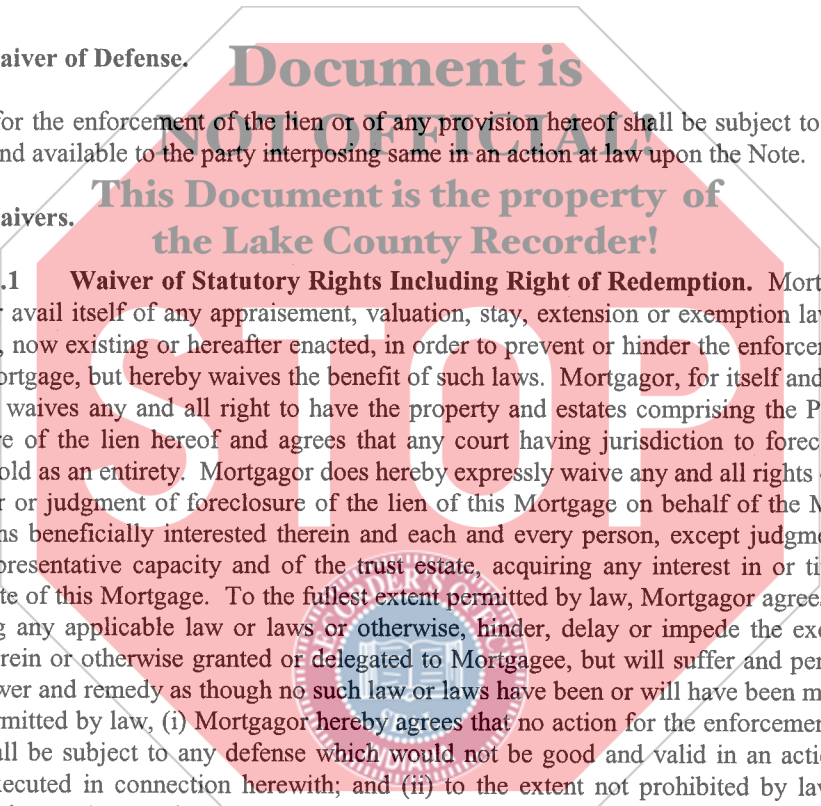 Document is
aiver of Defense.
for the enforcement of the lien or of any provision hereof shall be subject to
NOT OFFICIAL!
nd available to the party interposing same in an action at law upon the Note.
This Document is the property of
aivers.
the Lake County Recorder!
.1 Waiver of Statutory Rights Including Right of Redemption. Mort
r avail itself of any appraisement, valuation, stay, extension or exemption la
, now existing or hereafter enacted, in order to prevent or hinder the enforce
ortgage, but hereby waives the benefit of such laws. Mortgagor, for itself and
waives any and all right to have the property and estates comprising the P
re of the lien hereof and agrees that any court having jurisdiction to forec
old as an entirety. Mortgagor does hereby expressly waive any and all rights
r or judgment of foreclosure of the lien of this Mortgage on behalf of the M
ns beneficially interested therein and each and every person, except judgme
presentative capacity and of the trust estate, acquiring any interest in or ti
te of this Mortgage. To the fullest extent permitted by law, Mortgagor agree
g any applicable law or laws or otherwise, hinder, delay or impede the ex
rein or otherwise granted or delegated to Mortgagee, but will suffer and per
wer and remedy as though no such law or laws have been or will have been m
rmitted by law, (i) Mortgagor hereby agrees that no action for the enforceme
all be subject to any defense which would not be good and valid in an acti
xecuted in connection herewith; and (ii) to the extent not prohibited by la
STOP
SEAL